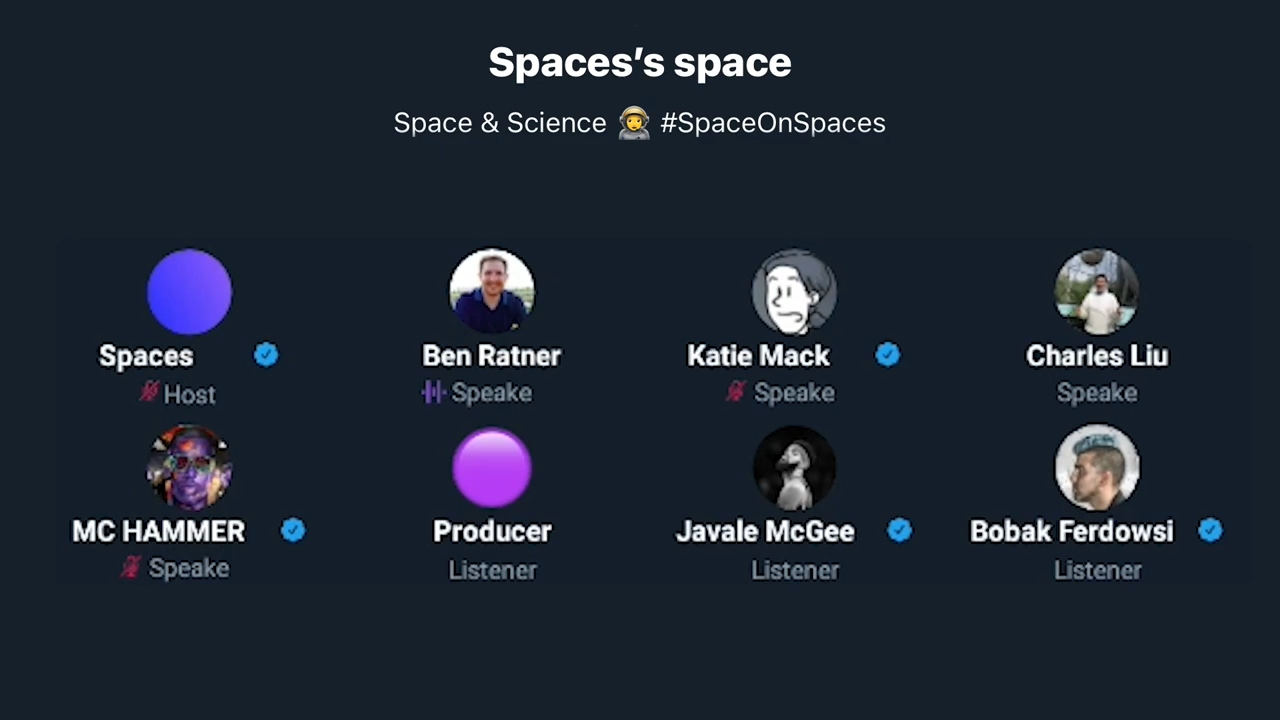 Spaces’s space
Space & Science 👩‍🚀 #SpaceOnSpaces
Spaces Ben Ratner Katie Mack Charles Liu
Host Speake Speake Speake
MC HAMMER Producer Javale McGee Bobak Ferdowsi
Speake Listener Listener Listener